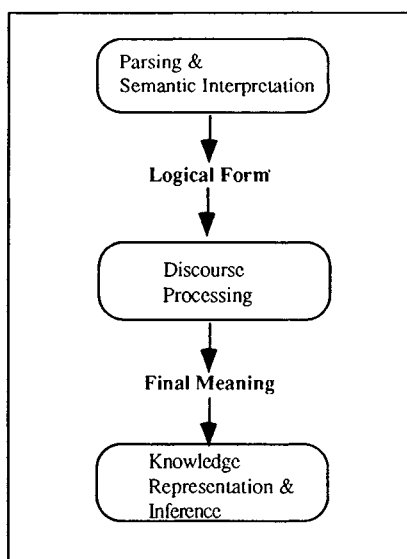 Parsing &
Semantic Interpretation
Logical Form
Discourse
Processing
Final Meaning
Knowledge
Representation &
Inference